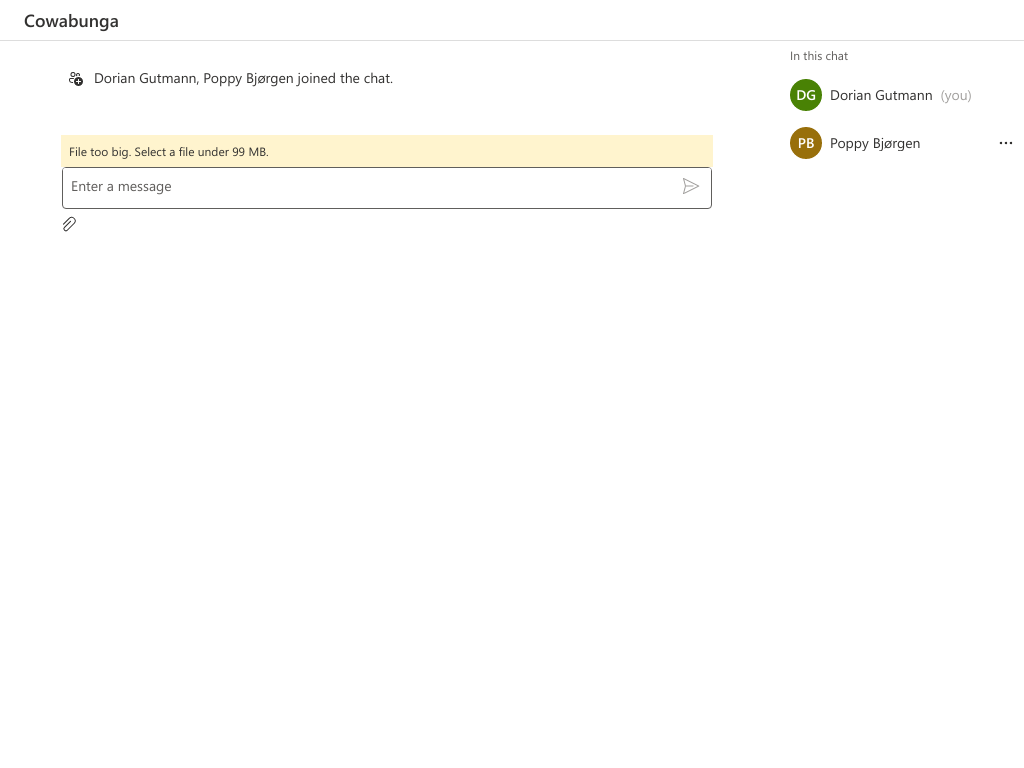 Cowabunga
Dorian Gutmann, Poppy Bjørgen joined the chat.
File too big. Select a file under 99 MB.
Enter a message
In this chat
DG Dorian Gutmann (you)
PB Poppy Bjørgen